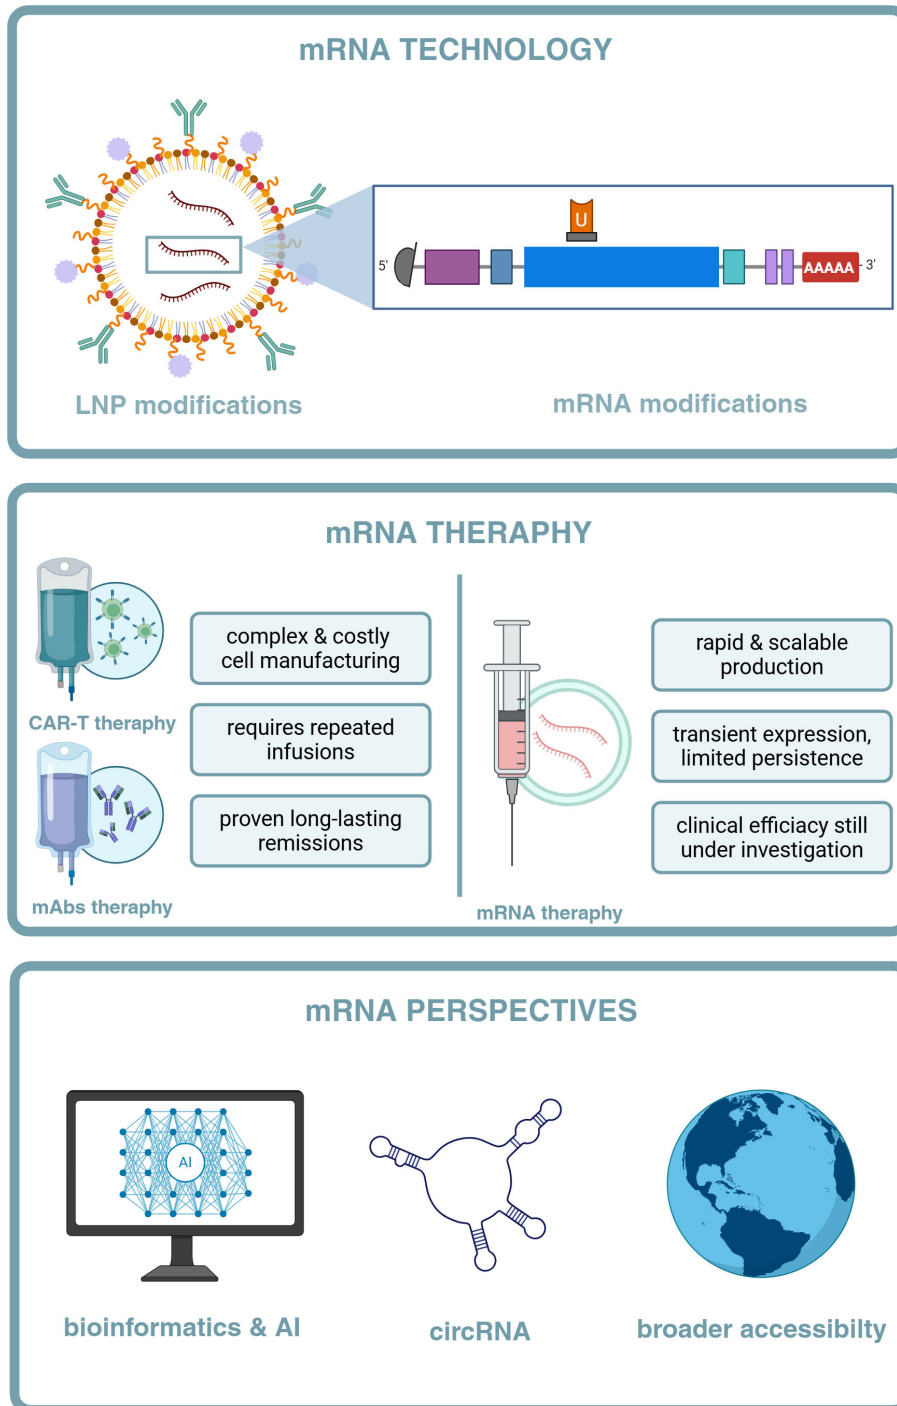 mRNA TECHNOLOGY
U
5'
AAAAA
3'
LNP modifications
mRNA modifications
mRNA THERAPHY
complex & costly
cell manufacturing
CAR-T theraphy
requires repeated
infusions
proven long-lasting
remissions
mAbs theraphy
rapid & scalable
production
transient expression,
limited persistence
clinical efficiacy still
under investigation
mRNA theraphy
mRNA PERSPECTIVES
AI
bioinformatics & AI
circRNA
broader accessibilty